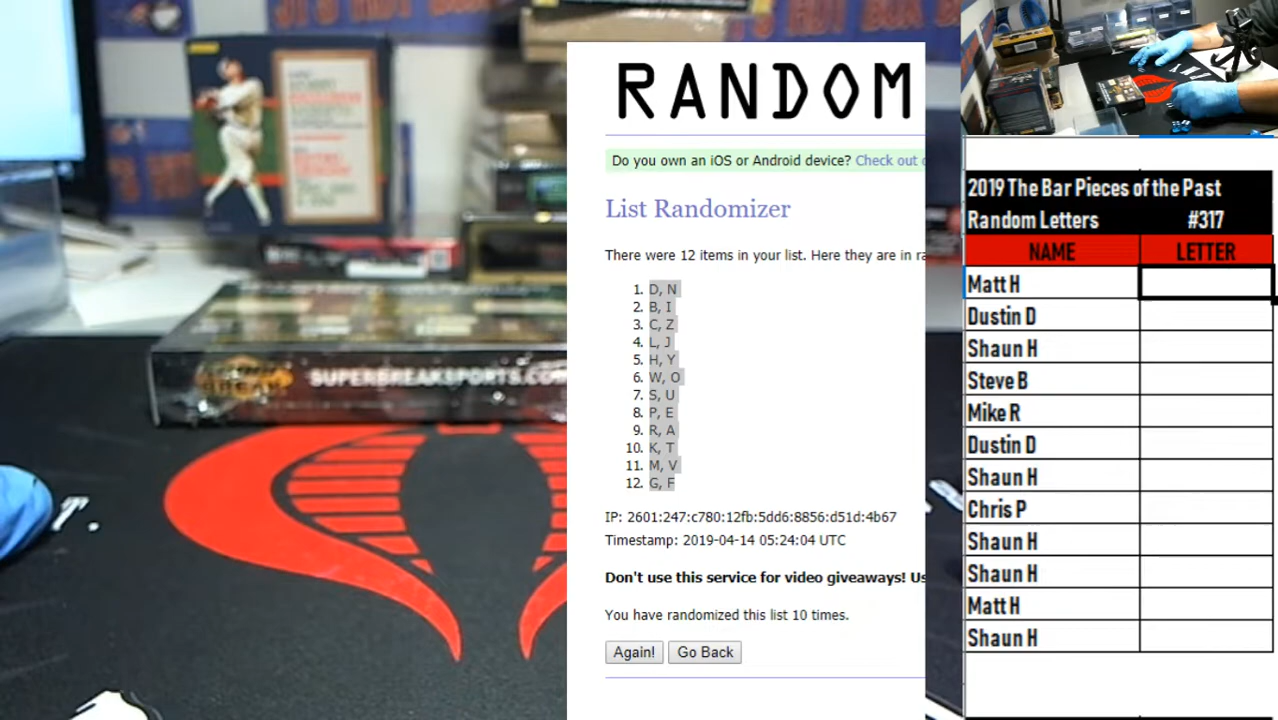 RANDOM
Do you own an iOS or Android device? Check out
List Randomizer
There were 12 items in your list. Here they are in
1. D, N
2. B, I
3. C, Z
4. L, J
5. H, Y
6. W, O
7. S, U
8. P, E
9. R, A
10. K, T
11. M, V
12. G, F
IP: 2601:247:c780:12fb:5dd6:8856:d51d:4b67
Timestamp: 2019-04-14 05:24:04 UTC
Don't use this service for video giveaways!
You have randomized this list 10 times.
Again! Go Back
2019 The Bar Pieces of the Past
Random Letters #317
NAME LETTER
Matt H
Dustin D
Shaun H
Steve B
Mike R
Dustin D
Shaun H
Chris P
Shaun H
Shaun H
Matt H
Shaun H
SUPERBREAKSPORTS.COM